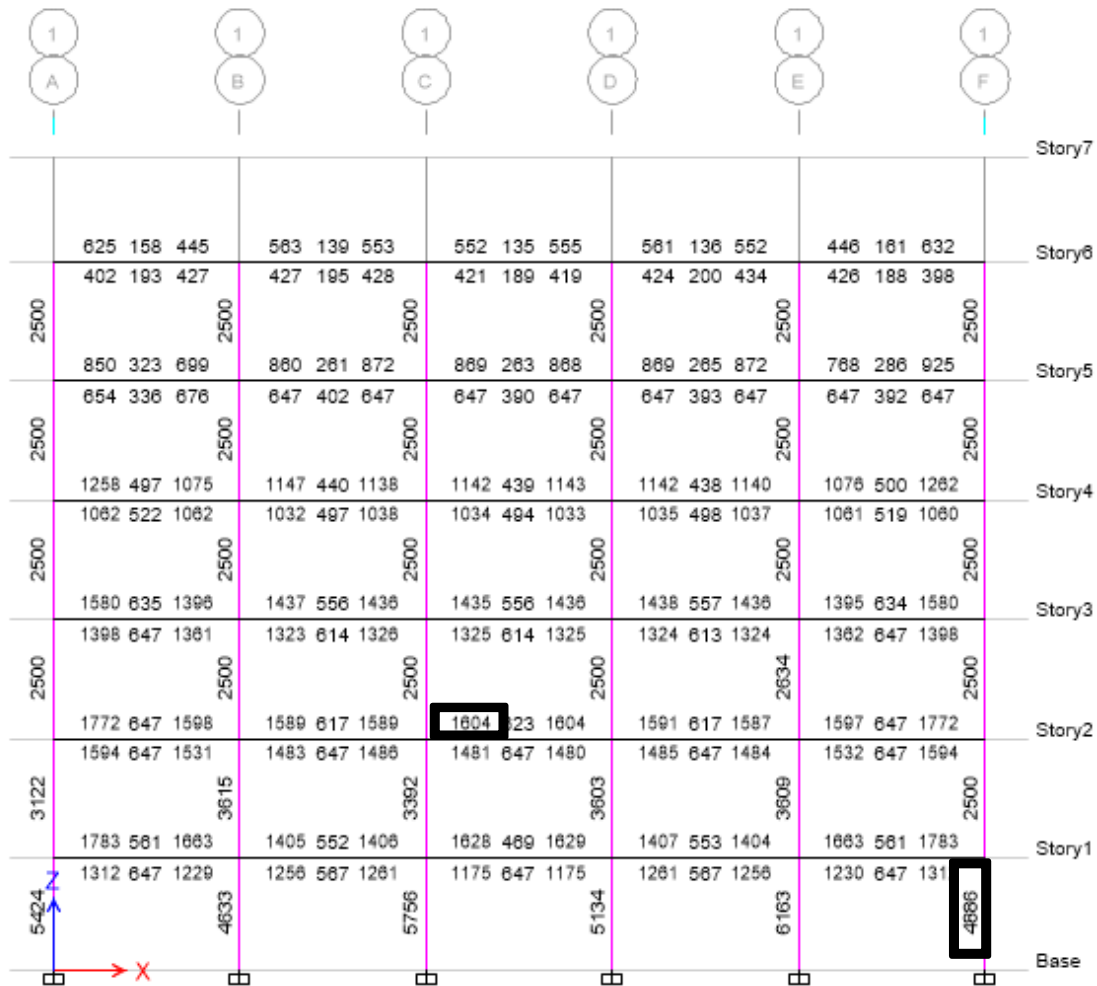 1 1 1 1 1 1
A B C D E F
Story7
625 158 445 563 139 553 552 135 555 561 136 552 446 161 632
Story6
402 193 427 427 195 428 421 189 419 424 200 434 426 188 398
2500 2500 2500 2500 2500 2500
850 323 699 860 261 872 869 263 868 869 265 872 768 286 925
Story5
654 336 676 647 402 647 647 390 647 647 393 647 647 392 647
2500 2500 2500 2500 2500 2500
1258 497 1075 1147 440 1138 1142 439 1143 1142 438 1140 1076 500 1262
Story4
1062 522 1062 1032 497 1038 1034 494 1033 1035 498 1037 1061 519 1060
2500 2500 2500 2500 2500 2500
1580 635 1396 1437 556 1436 1435 556 1436 1438 557 1436 1395 634 1580
Story3
1398 647 1361 1323 614 1326 1325 614 1325 1324 613 1324 1362 647 1398
2500 2500 2500 2500 2634 2500
1772 647 1598 1589 617 1589 1604 1604 1591 617 1587 1597 647 1772
Story2
1594 647 1531 1483 647 1486 1481 647 1480 1485 647 1484 1532 647 1594
3122 3615 3392 3603 3609 2500
1783 561 1663 1405 552 1406 1628 469 1629 1407 553 1404 1663 561 1783
Story1
1312 647 1229 1256 567 1261 1175 647 1175 1261 567 1256 1230 647
Z
5424 4633 5756 5134 6163 4886
X
Base